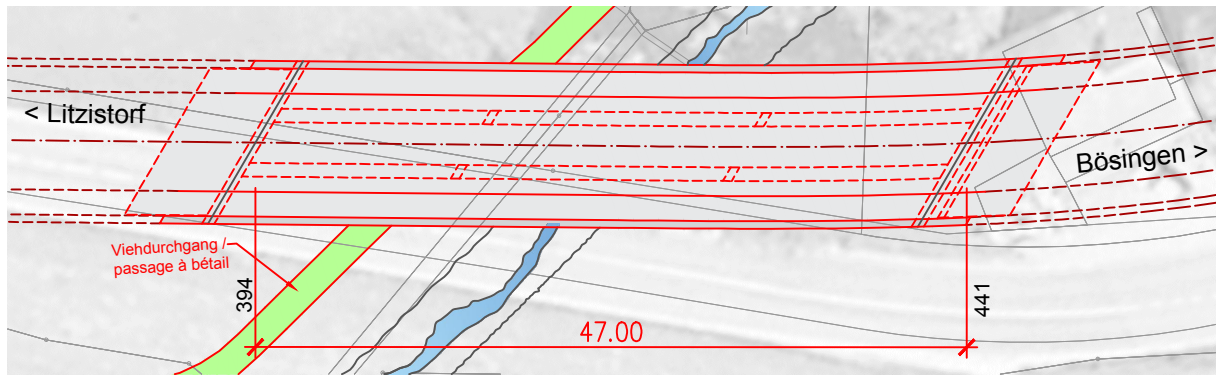 < Litzistorf
Bösingen >
Viehdurchgang /
passage à bétail
394
47.00
441